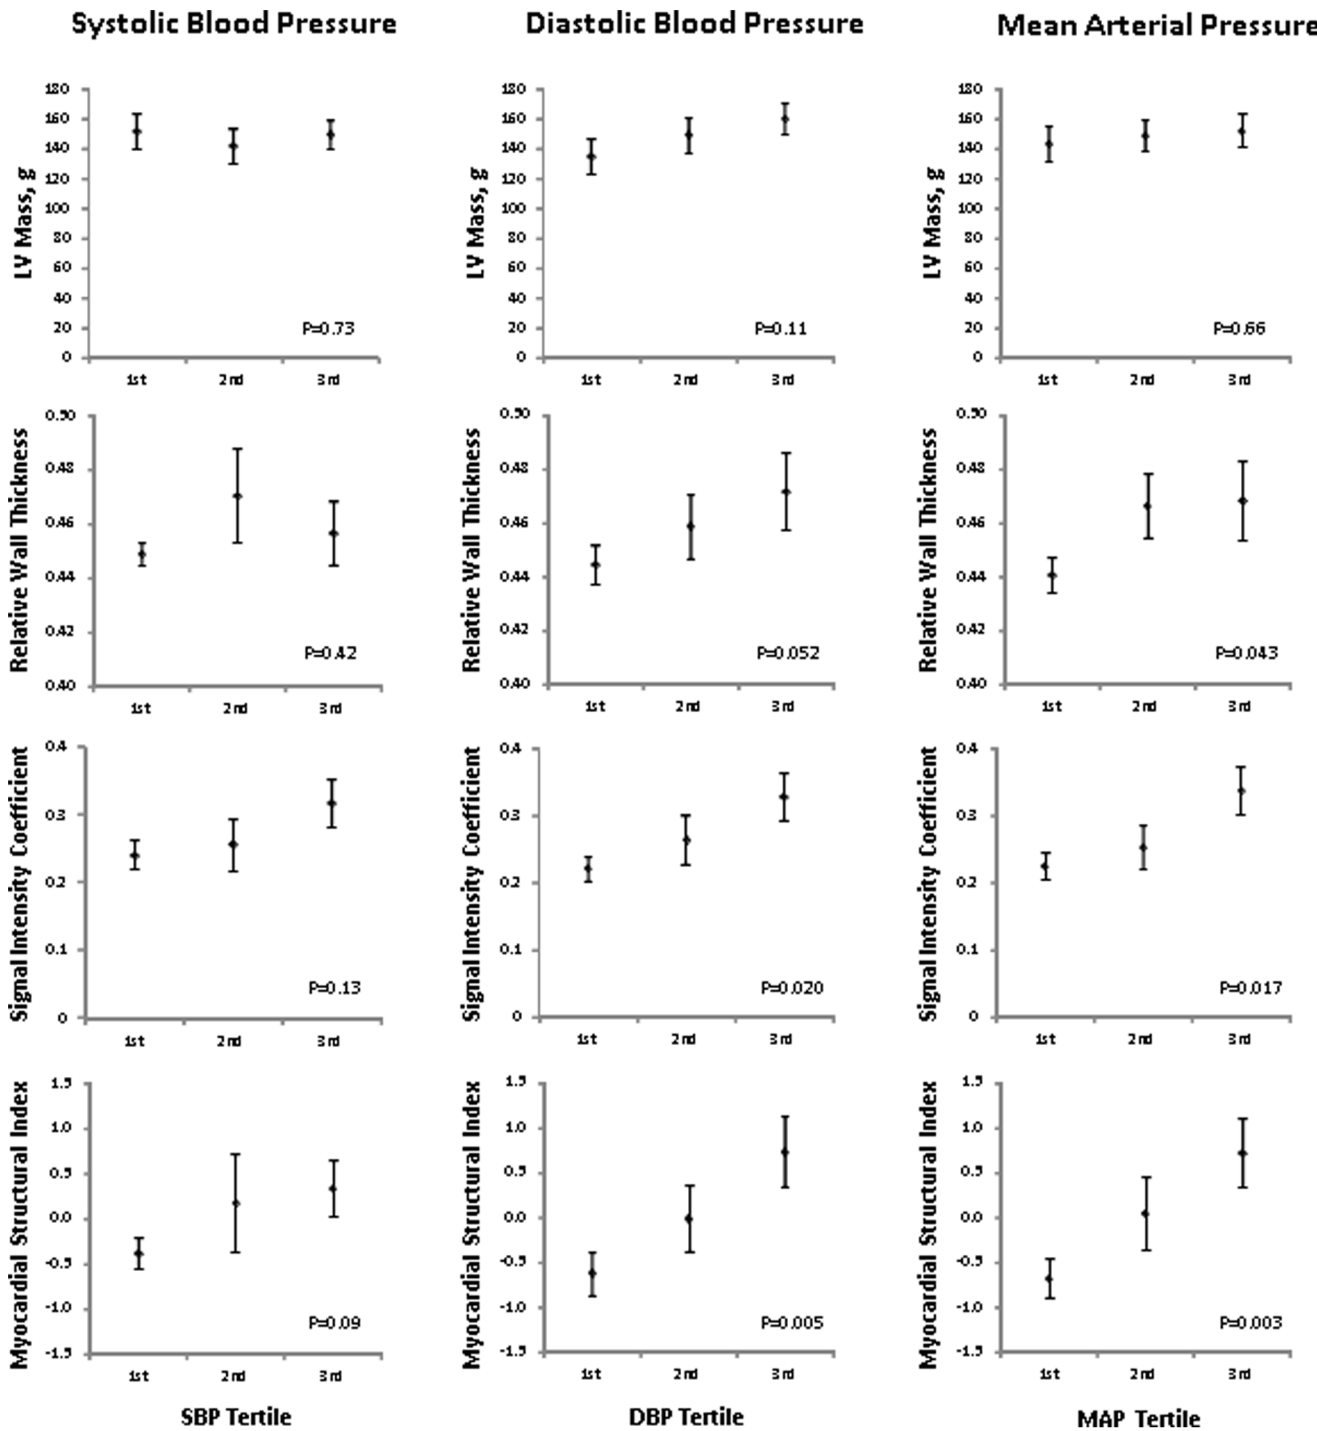 Systolic Blood Pressure
Diastolic Blood Pressure
Mean Arterial Pressure
LV Mass, g
180
160
140
120
100
80
60
40
20
0
P=0.73
1st 2nd 3rd
LV Mass, g
180
160
140
120
100
80
60
40
20
0
P=0.11
1st 2nd 3rd
LV Mass, g
180
160
140
120
100
80
60
40
20
0
P=0.66
1st 2nd 3rd
Relative Wall Thickness
0.50
0.48
0.46
0.44
0.42
0.40
P=0.42
1st 2nd 3rd
Relative Wall Thickness
0.50
0.48
0.46
0.44
0.42
0.40
P=0.052
1st 2nd 3rd
Relative Wall Thickness
0.50
0.48
0.46
0.44
0.42
0.40
P=0.043
1st 2nd 3rd
Signal Intensity Coefficient
0.4
0.3
0.2
0.1
0
P=0.13
1st 2nd 3rd
Signal Intensity Coefficient
0.4
0.3
0.2
0.1
0
P=0.020
1st 2nd 3rd
Signal Intensity Coefficient
0.4
0.3
0.2
0.1
0
P=0.017
1st 2nd 3rd
Myocardial Structural Index
1.5
1.0
0.5
0.0
-0.5
-1.0
-1.5
P=0.09
1st 2nd 3rd
SBP Tertile
Myocardial Structural Index
1.5
1.0
0.5
0.0
-0.5
-1.0
-1.5
P=0.005
1st 2nd 3rd
DBP Tertile
Myocardial Structural Index
1.5
1.0
0.5
0.0
-0.5
-1.0
-1.5
P=0.003
1st 2nd 3rd
MAP Tertile